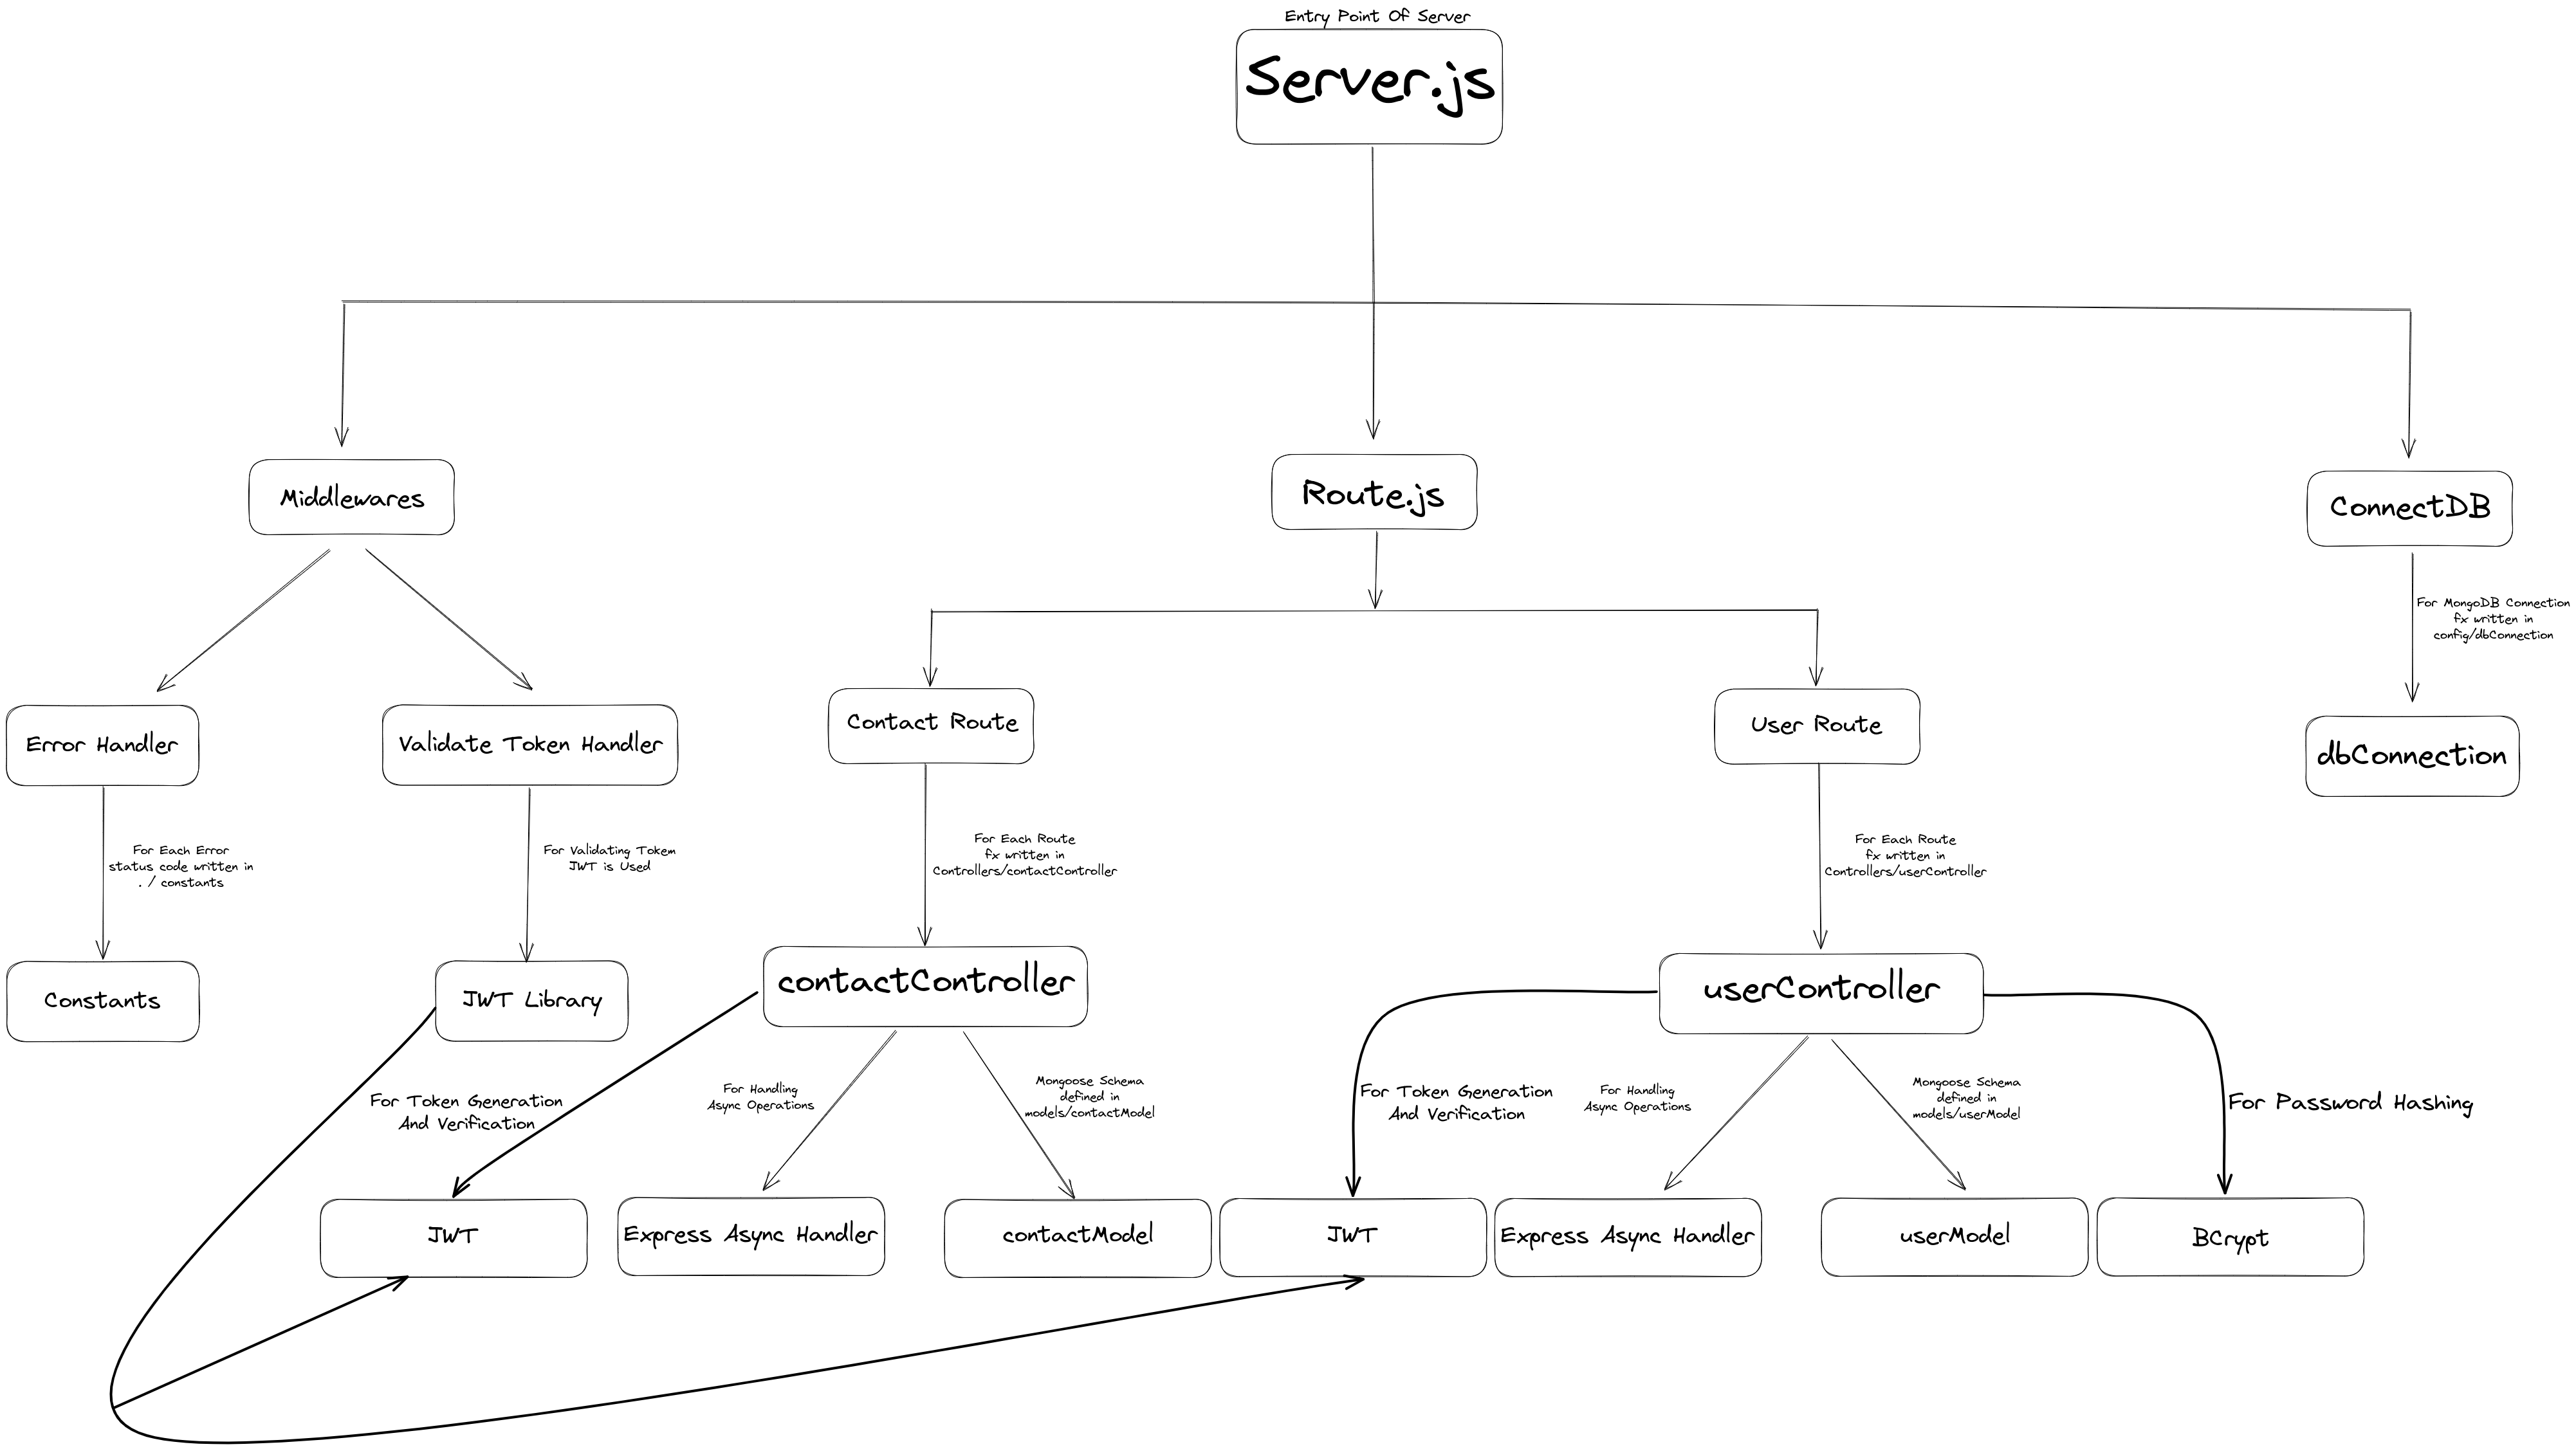 Entry Point Of Server
Server.js
Middlewares
Route.js
ConnectDB
For MongoDB Connection
fx written in
config/dbConnection
Error Handler
Validate Token Handler
Contact Route
User Route
dbConnection
For Each Error
status code written in
. / constants
For Validating Tokem
JWT is Used
For Each Route
fx written in
Controllers/contactController
For Each Route
fx written in
Controllers/userController
Constants
JWT Library
contactController
userController
For Token Generation
And Verification
For Handling
Async Operations
Mongoose Schema
defined in
models/contactModel
For Token Generation
And Verification
For Handling
Async Operations
Mongoose Schema
defined in
models/userModel
For Password Hashing
JWT
Express Async Handler
contactModel
JWT
Express Async Handler
userModel
BCrypt